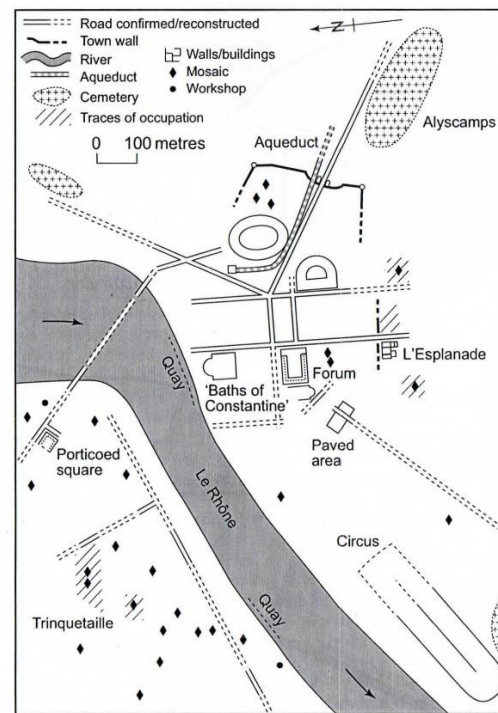 Road confirmed/reconstructed
Town wall
River
Aqueduct
Cemetery
Traces of occupation
Walls/buildings
Mosaic
Workshop
0 100 metres
N
Alyscamps
Aqueduct
Quay
'Baths of
Constantine'
Forum
L'Esplanade
Porticoed
square
Paved
area
Le Rhône
Circus
Trinquetaille
Quay